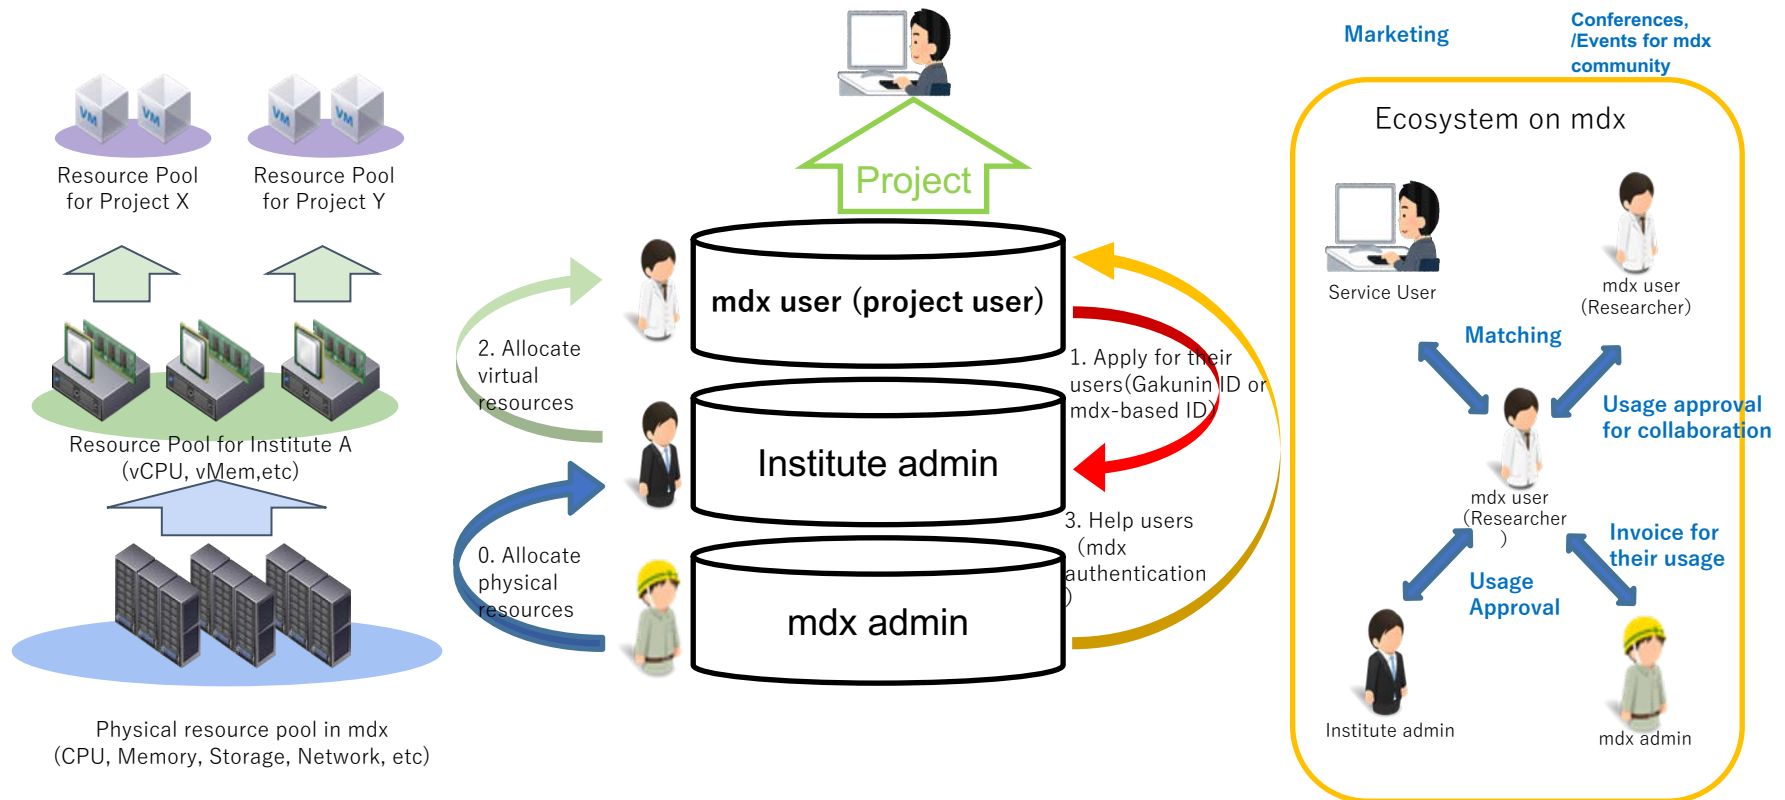 VM
VM
VM
VM
Resource Pool
for Project X
Resource Pool
for Project Y
Resource Pool for Institute A
(vCPU, vMem,etc)
Physical resource pool in mdx
(CPU, Memory, Storage, Network, etc)
Project
mdx user (project user)
Institute admin
mdx admin
2. Allocate
virtual
resources
0. Allocate
physical
resources
1. Apply for their
users(Gakunin ID or
mdx-based ID)
3. Help users
(mdx
authentication
)
Marketing
Conferences,
/Events for mdx
community
Ecosystem on mdx
Service User
mdx user
(Researcher)
Matching
Usage approval
for collaboration
mdx user
(Researcher
)
Invoice for
their usage
Usage
Approval
Institute admin
mdx admin